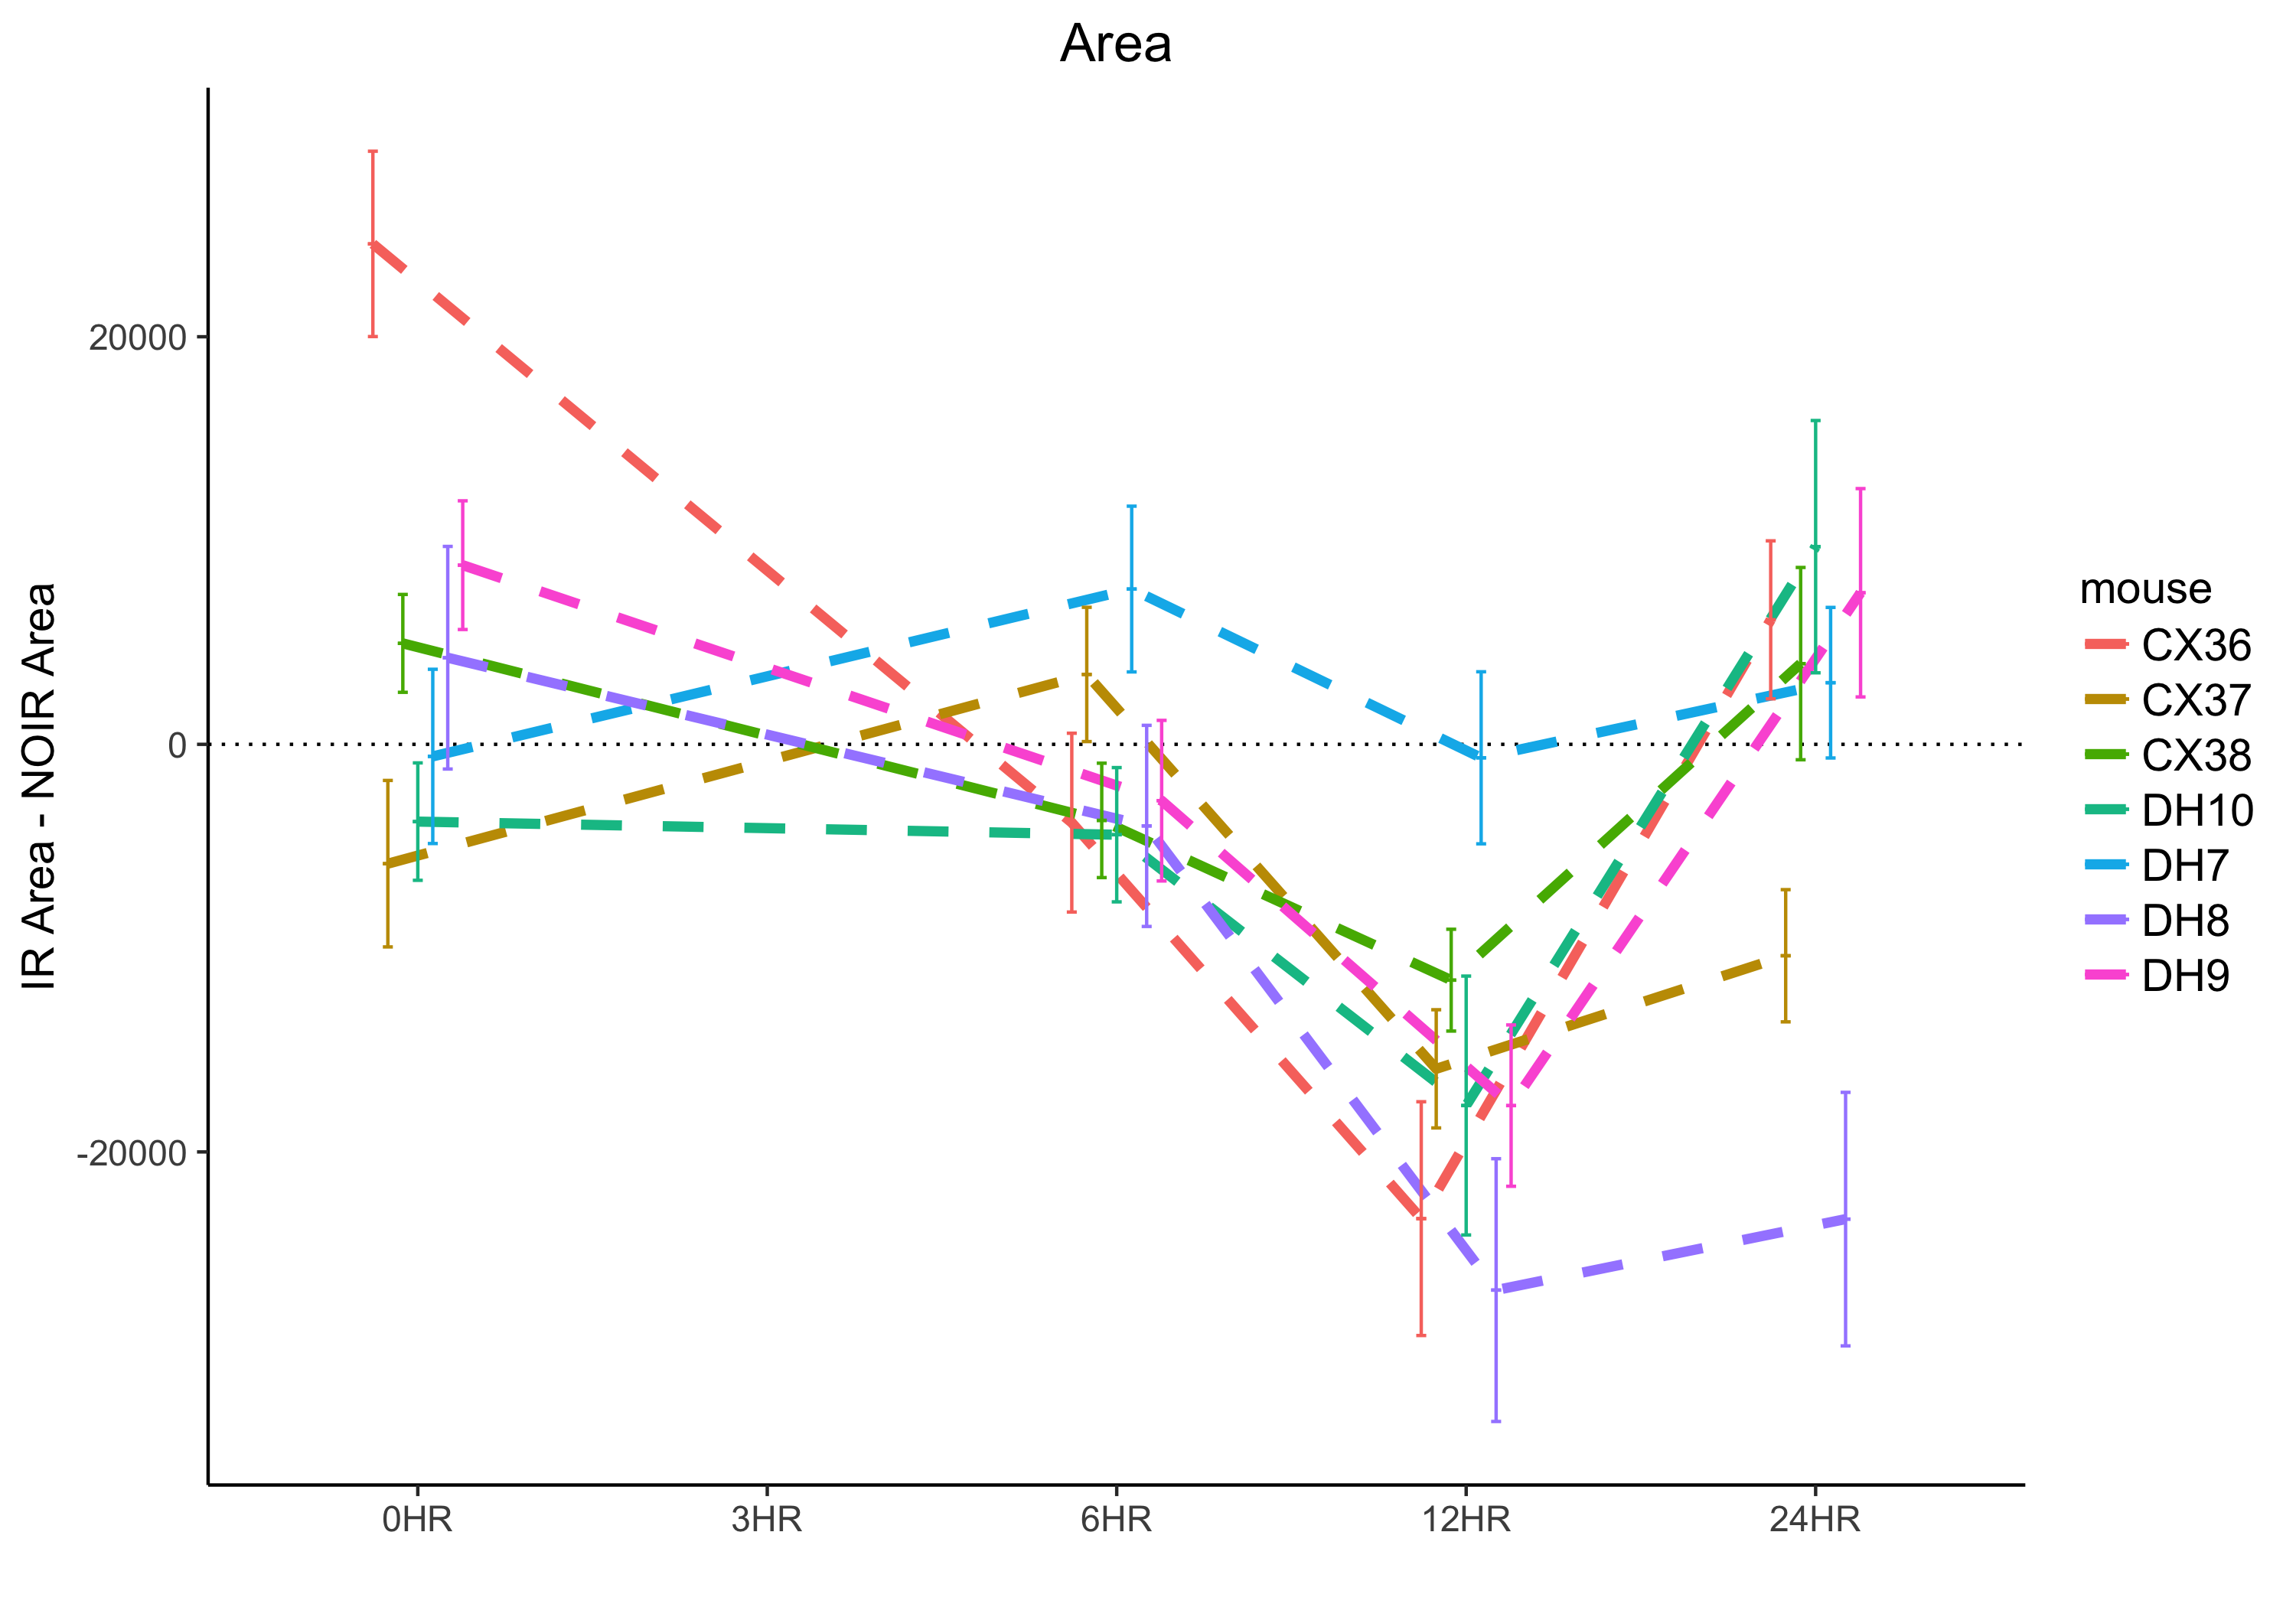 Area
IR Area - NOIR Area
20000
0
-20000
0HR
3HR
6HR
12HR
24HR
mouse
CX36
CX37
CX38
DH10
DH7
DH8
DH9